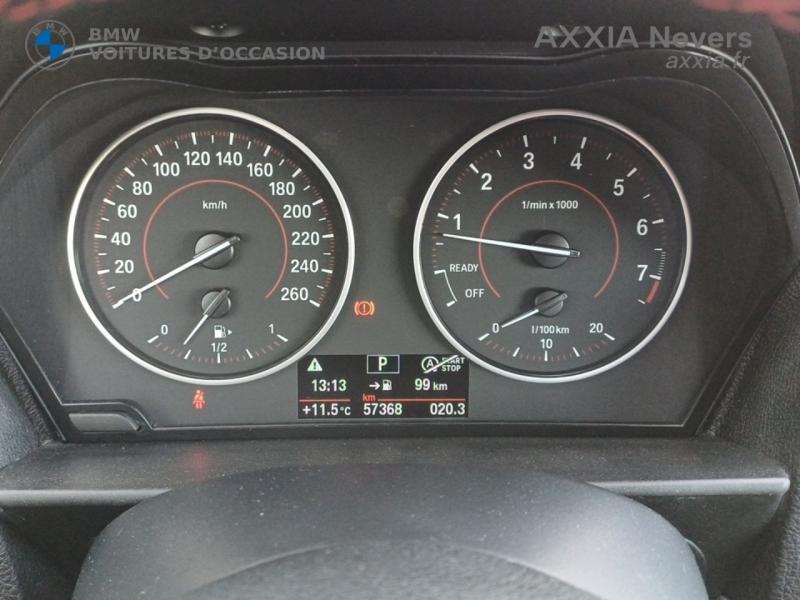 BMW
VOITURES D'OCCASION
AXXIA Nevers
axxia.fr
0 20 40 60 80 100 120 140 160 180 200 220 240 260
km/h
0 1/2 1
1 2 3 4 5 6 7
1/min x 1000
READY
OFF
0 10 20
l/100 km
P
A START STOP
13:13 99 km
km
+11.5°C 57368 020.3